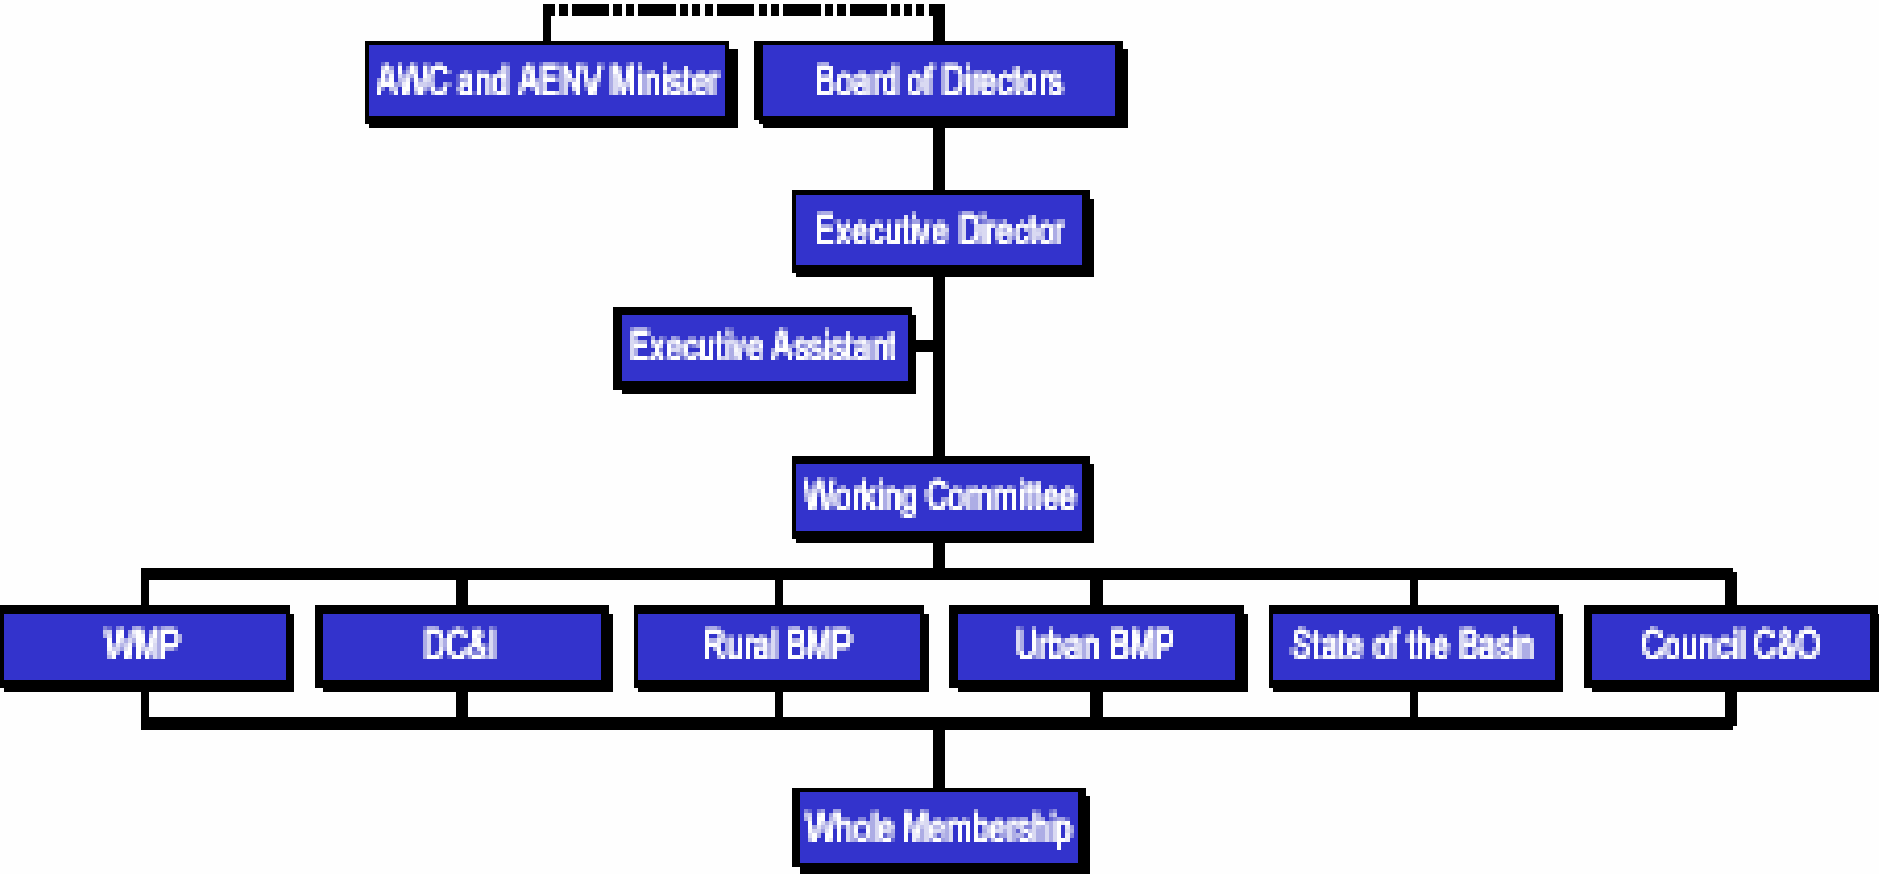 AWC and AENV Minister
Board of Directors
Executive Director
Executive Assistant
Working Committee
WMP
DC&I
Rural BMP
Urban BMP
State of the Basin
Council C&O
Whole Membership